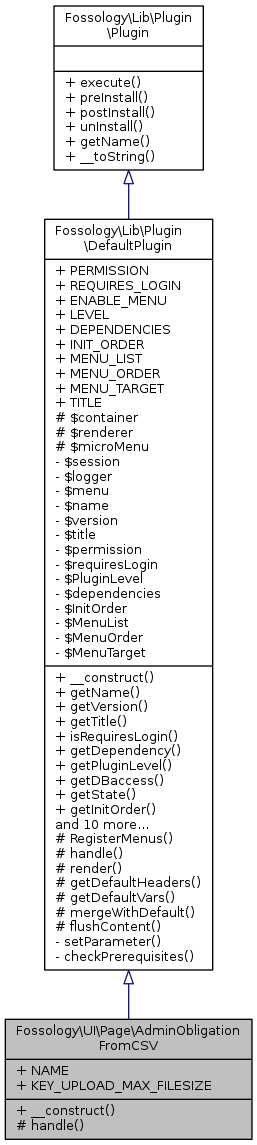 Fossology\Lib\Plugin
\Plugin
+ execute()
+ preInstall()
+ postInstall()
+ unInstall()
+ getName()
+ __toString()
Fossology\Lib\Plugin
\DefaultPlugin
+ PERMISSION
+ REQUIRES_LOGIN
+ ENABLE_MENU
+ LEVEL
+ DEPENDENCIES
+ INIT_ORDER
+ MENU_LIST
+ MENU_ORDER
+ MENU_TARGET
+ TITLE
# $container
# $renderer
# $microMenu
- $session
- $logger
- $menu
- $name
- $version
- $title
- $permission
- $requiresLogin
- $PluginLevel
- $dependencies
- $InitOrder
- $MenuList
- $MenuOrder
- $MenuTarget
+ __construct()
+ getName()
+ getVersion()
+ getTitle()
+ isRequiresLogin()
+ getDependency()
+ getPluginLevel()
+ getDBaccess()
+ getState()
+ getInitOrder()
and 10 more...
# RegisterMenus()
# handle()
# render()
# getDefaultHeaders()
# getDefaultVars()
# mergeWithDefault()
# flushContent()
- setParameter()
- checkPrerequisites()
Fossology\UI\Page\AdminObligation
FromCSV
+ NAME
+ KEY_UPLOAD_MAX_FILESIZE
+ __construct()
# handle()